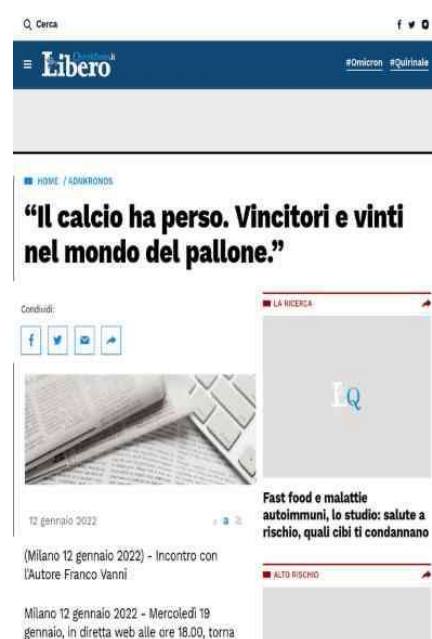 Cerca
Quotidiano di
Libero
#Omicron #Quirinale
HOME / ADNKRONOS
“Il calcio ha perso. Vincitori e vinti
nel mondo del pallone.”
Condividi:
LA RICERCA
LQ
12 gennaio 2022
a a a
Fast food e malattie
autoimmuni, lo studio: salute a
rischio, quali cibi ti condannano
(Milano 12 gennaio 2022) - Incontro con
l'Autore Franco Vanni
ALTO RISCHIO
Milano 12 gennaio 2022 - Mercoledì 19
gennaio, in diretta web alle ore 18.00, torna